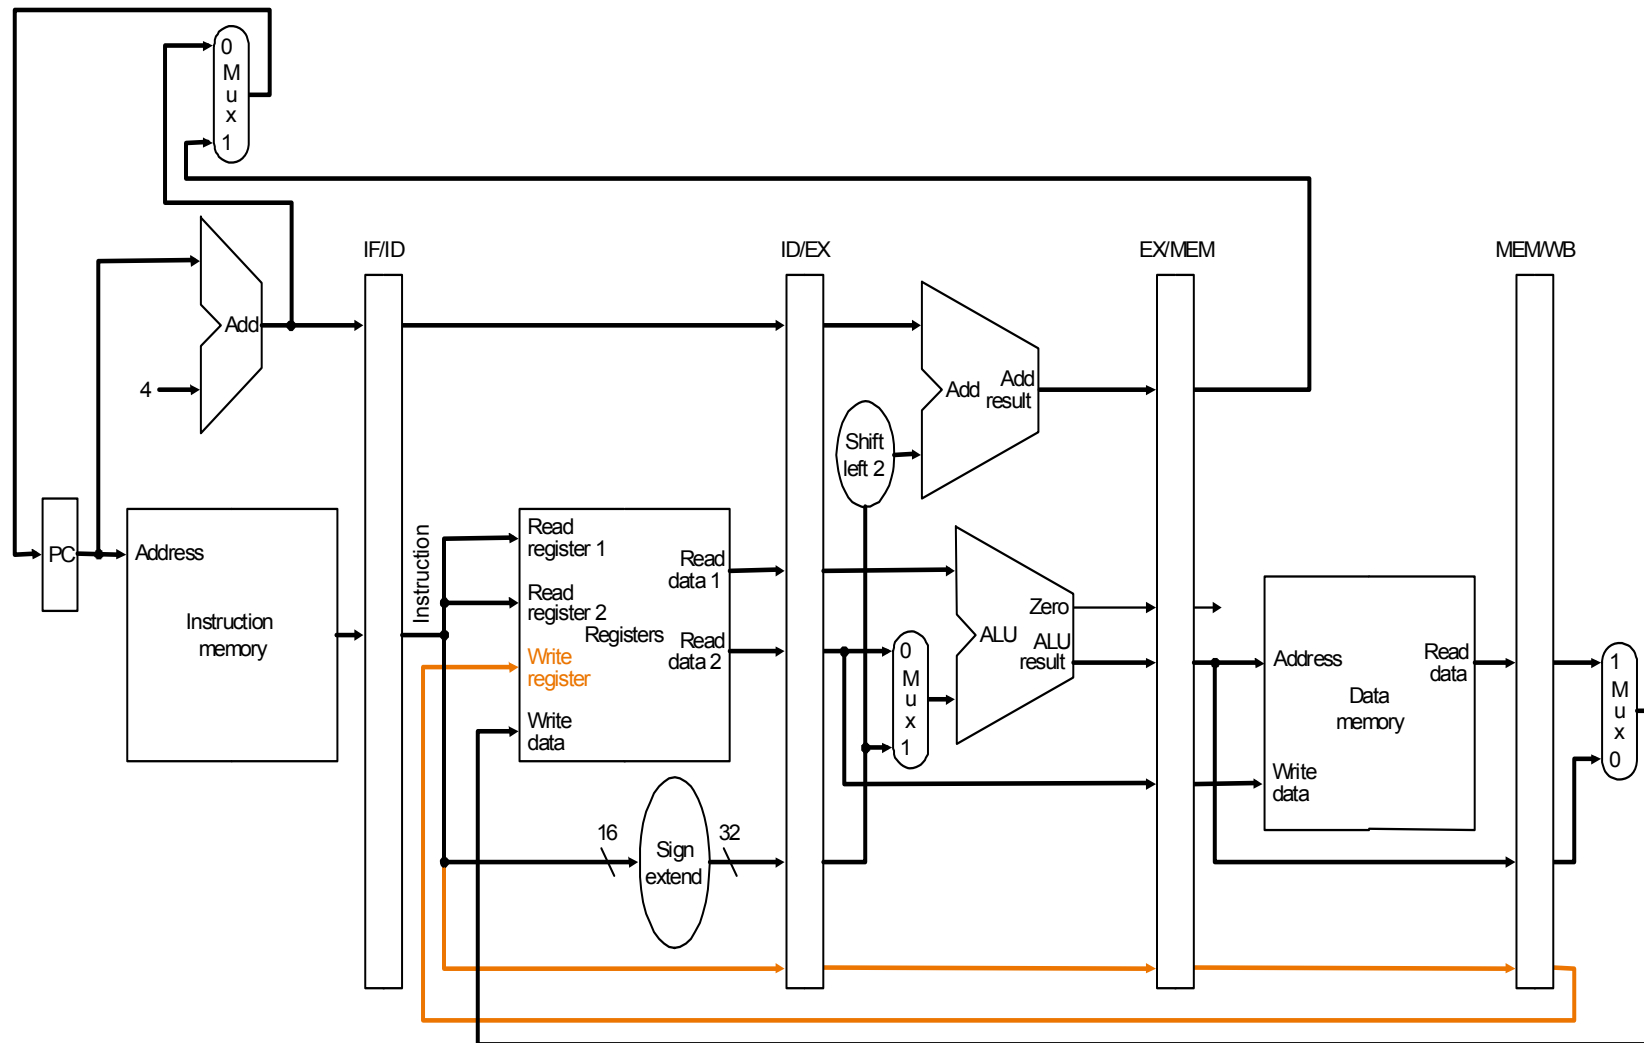 0
M
u
x
1
IF/ID
ID/EX
EX/MEM
MEM/WB
Add
4
Add
Add
result
Shift
left 2
PC
Address
Instruction
memory
Instruction
Read
register 1
Read
register 2
Registers
Write
register
Write
data
Read
data 1
Read
data 2
0
M
u
x
1
Zero
ALU
ALU
result
Address
Read
data
Data
memory
Write
data
1
M
u
x
0
16
Sign
extend
32